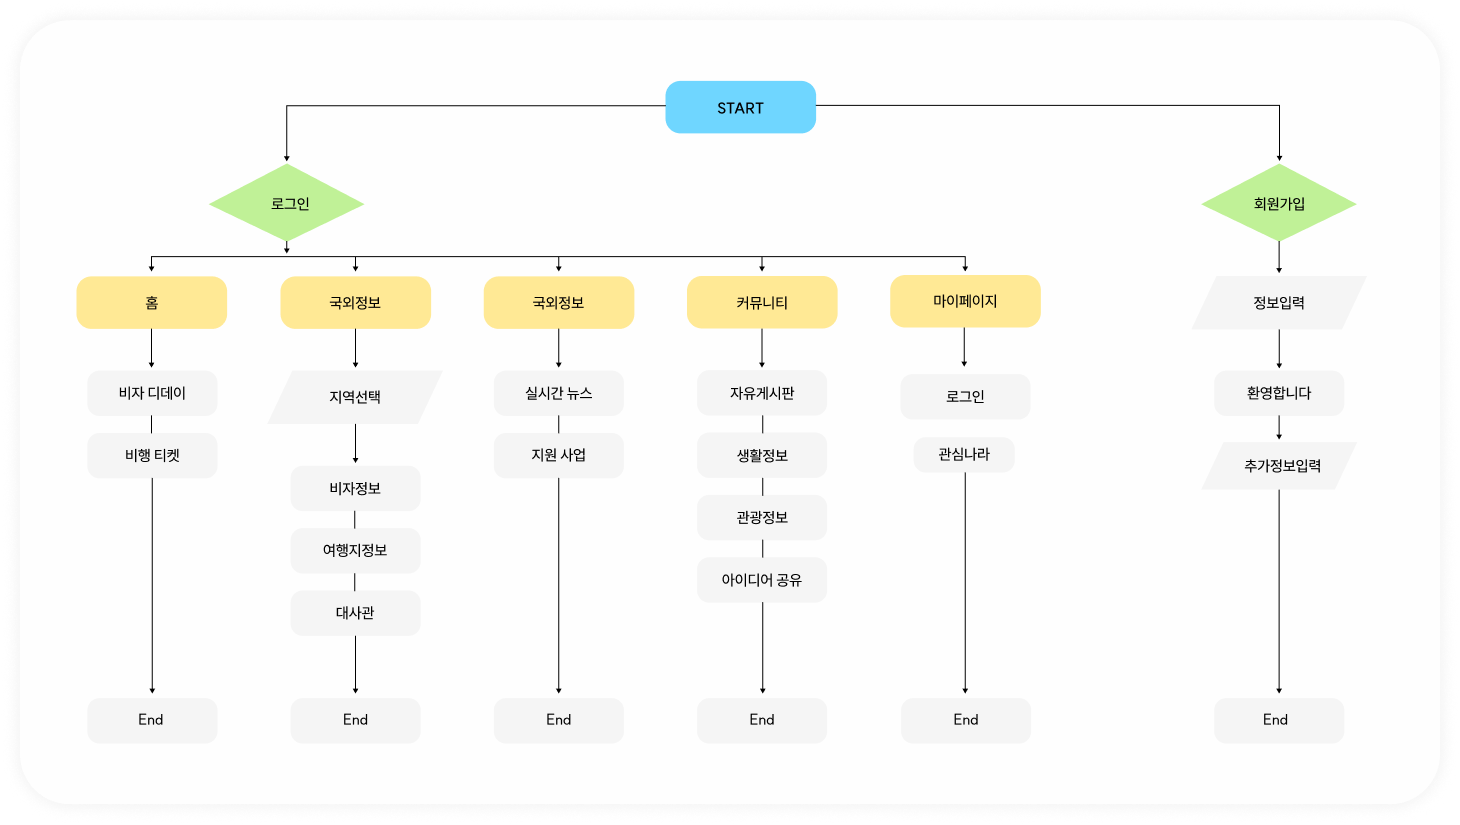 START
로그인
회원가입
홈
국외정보
국외정보
커뮤니티
마이페이지
정보입력
비자 디데이
지역선택
실시간 뉴스
자유게시판
로그인
환영합니다
비행 티켓
지원 사업
생활정보
관심나라
추가정보입력
비자정보
관광정보
여행지정보
아이디어 공유
대사관
End
End
End
End
End
End